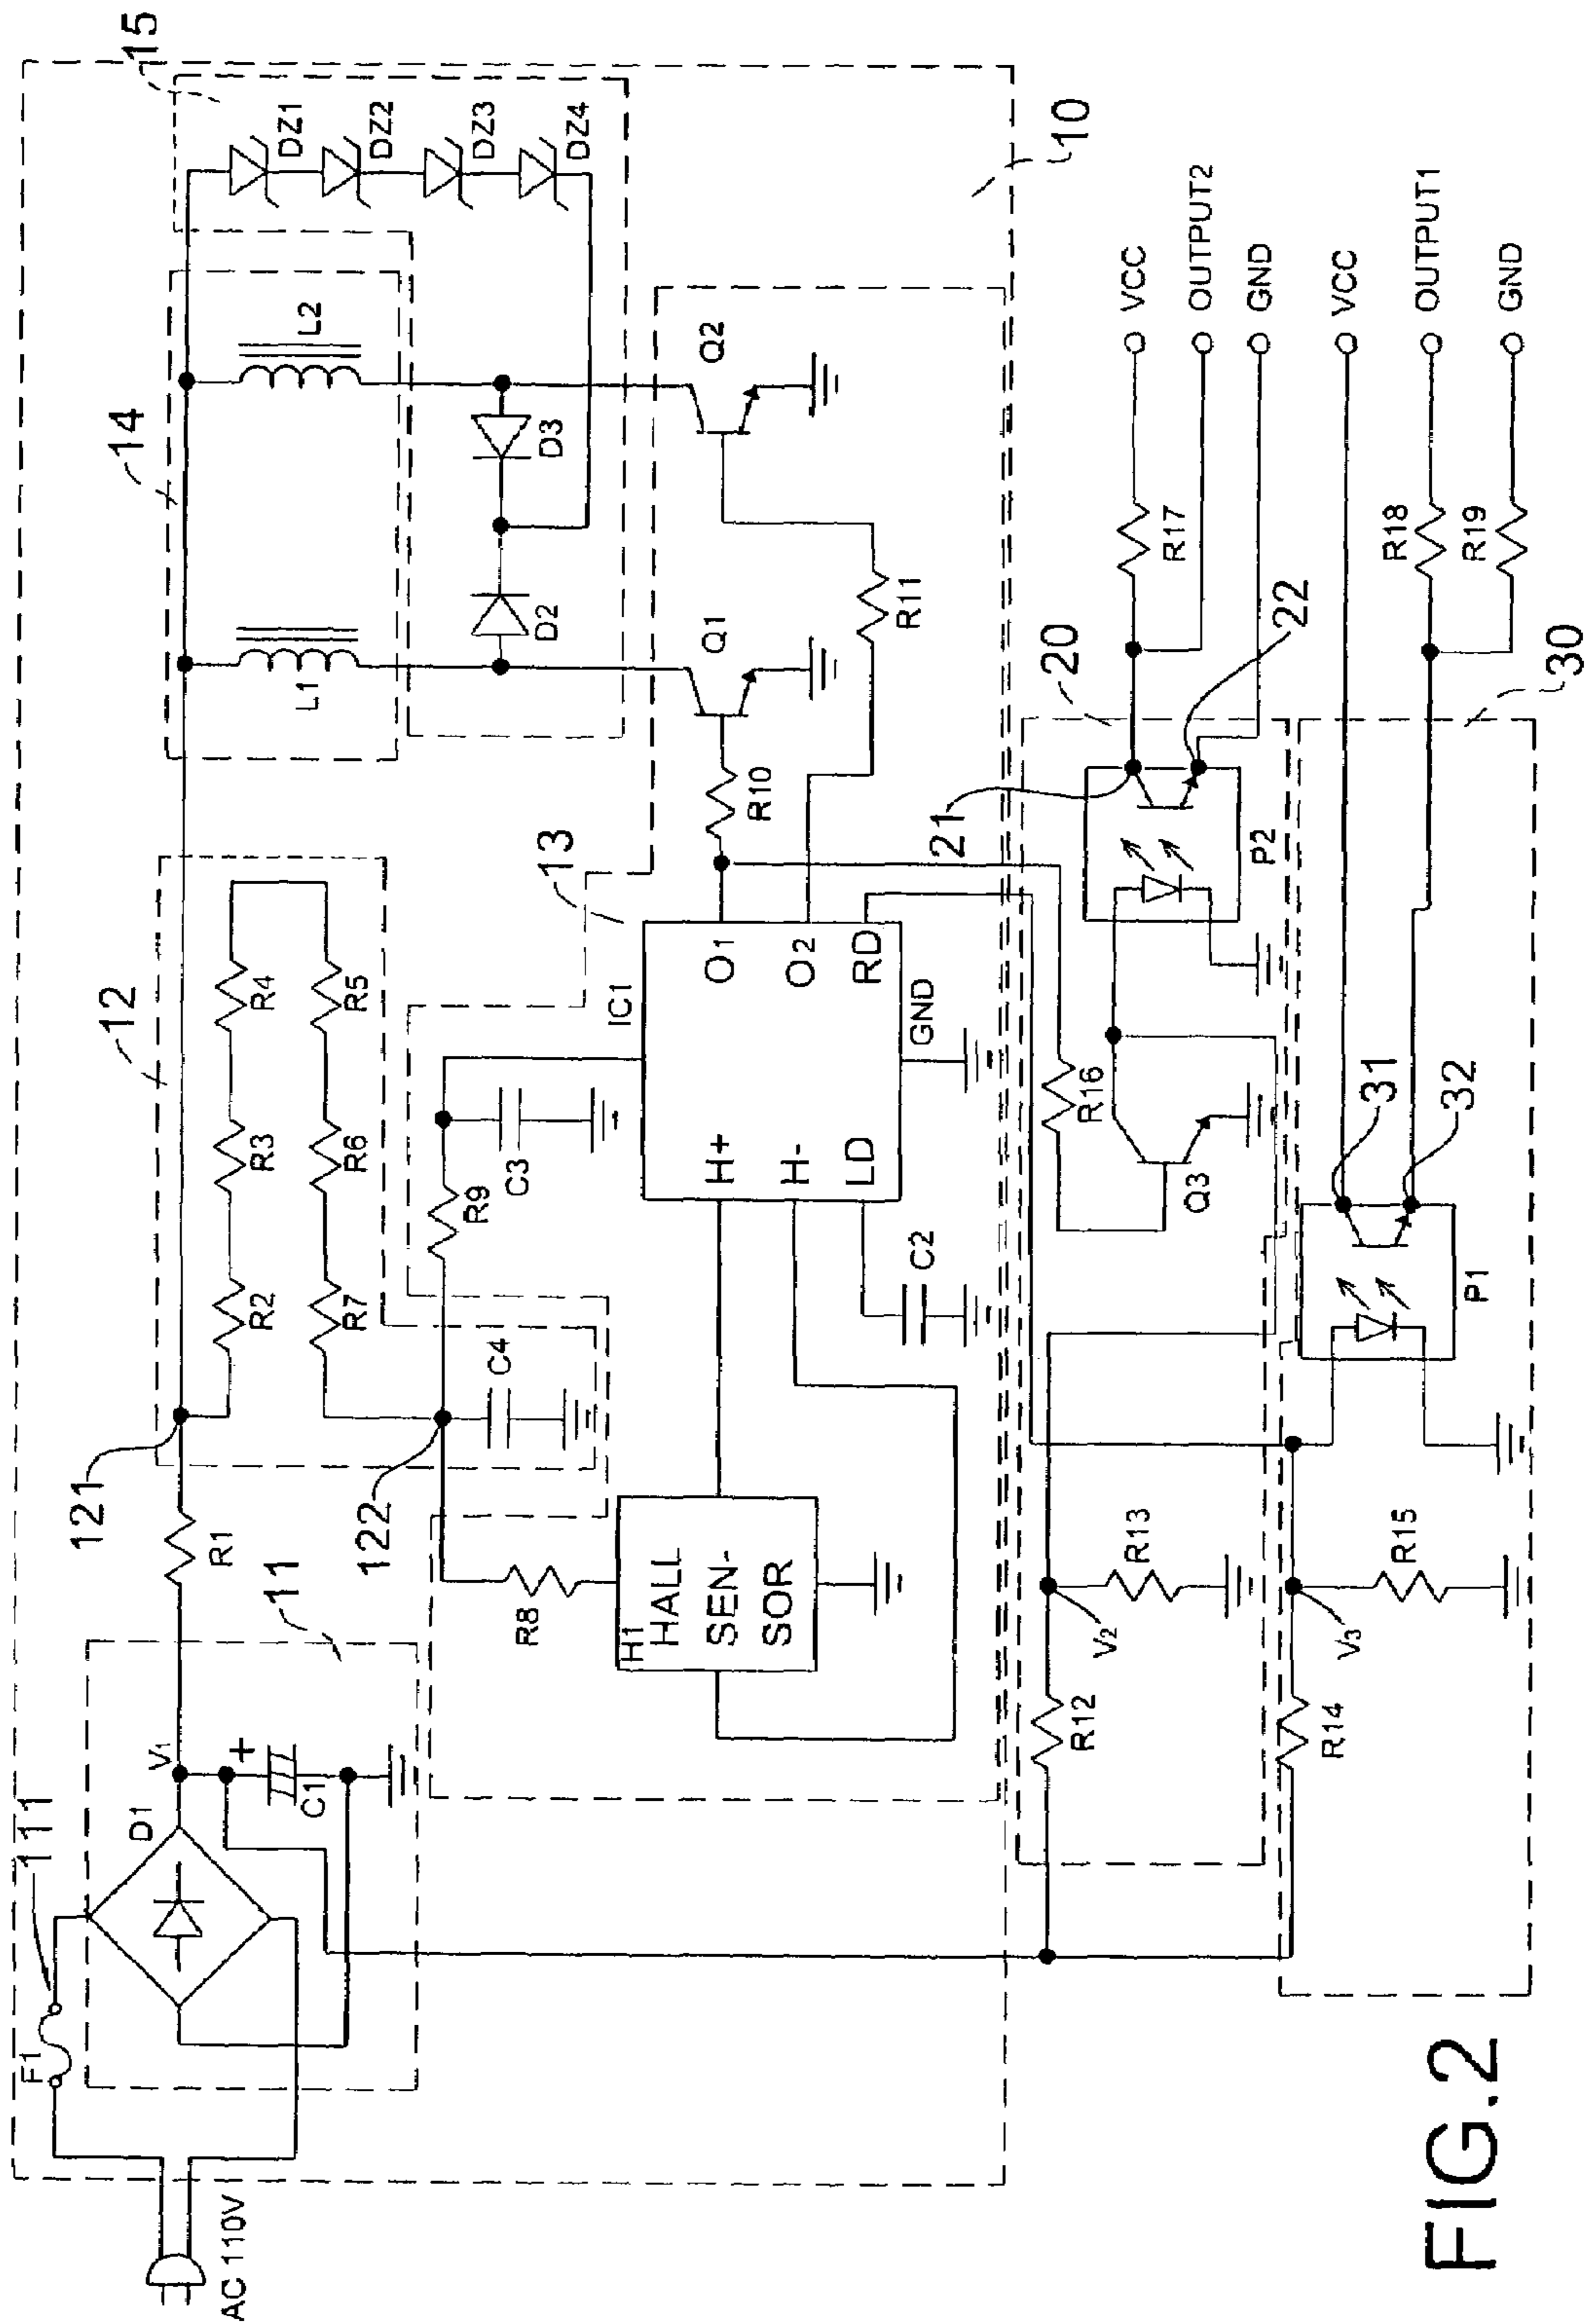 15
DZ1
DZ2
DZ3
DZ4
10
14
L2
L1
D3
D2
Q2
Q1
R11
R10
12
R4
R3
R2
R5
R6
R7
13
IC1
O1
O2
RD
GND
H+
H-
LD
R9
C3
C4
C2
121
122
R1
R8
H1
HALL
SEN-
SOR
11
111
V1
D1
+
C1
F1
AC 110V
VCC
OUTPUT2
GND
VCC
OUTPUT1
GND
R17
R18
R19
20
22
21
P2
30
R16
Q3
31
32
P1
R13
V2
R12
R15
V3
R14
FIG.2